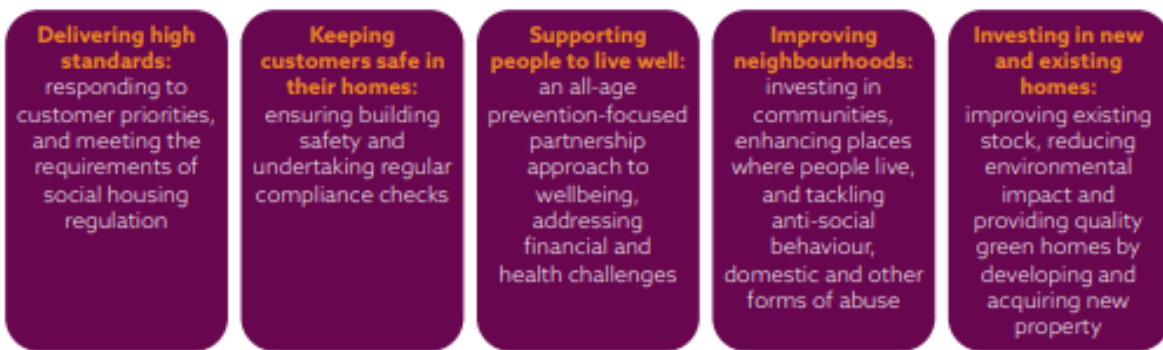 Delivering high
standards:
responding to
customer priorities,
and meeting the
requirements of
social housing
regulation
Keeping
customers safe in
their homes:
ensuring building
safety and
undertaking regular
compliance checks
Supporting
people to live well:
an all-age
prevention-focused
partnership
approach to
wellbeing,
addressing
financial and
health challenges
Improving
neighbourhoods:
investing in
communities,
enhancing places
where people live,
and tackling
anti-social
behaviour,
domestic and other
forms of abuse
Investing in new
and existing
homes:
improving existing
stock, reducing
environmental
impact and
providing quality
green homes by
developing and
acquiring new
property